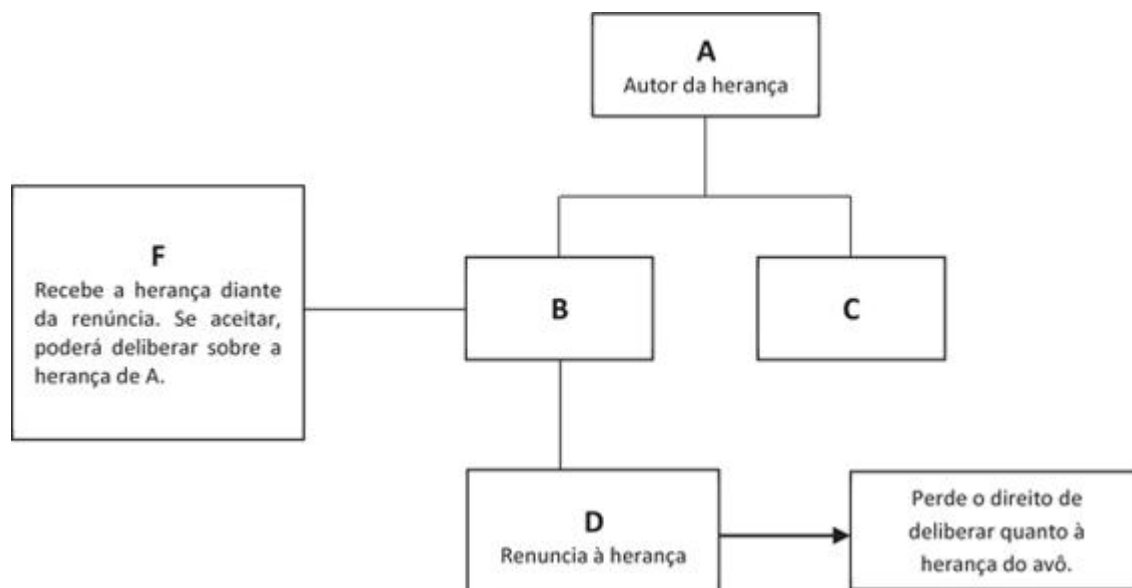 A
Autor da herança
F
Recebe a herança diante
da renúncia. Se aceitar,
poderá deliberar sobre a
herança de A.
B
C
D
Renuncia à herança
Perde o direito de
deliberar quanto à
herança do avô.